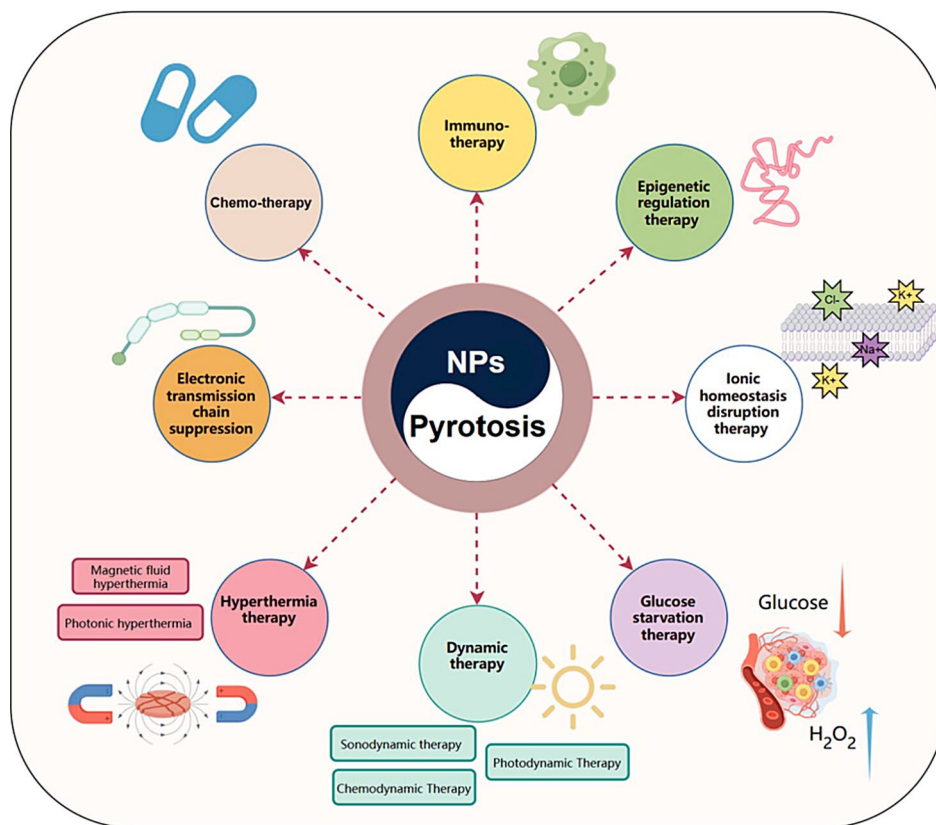 Immuno-
therapy
Chemo-therapy
Epigenetic
regulation
therapy
Cl-
K+
Na+
K+
Electronic
transmission
chain
suppression
NPs
Pyrotosis
Ionic
homeostasis
disruption
therapy
Magnetic fluid
hyperthermia
Photonic hyperthermia
Hyperthermia
therapy
Dynamic
therapy
Glucose
starvation
therapy
Glucose
H₂O₂
Sonodynamic therapy
Photodynamic Therapy
Chemodynamic Therapy